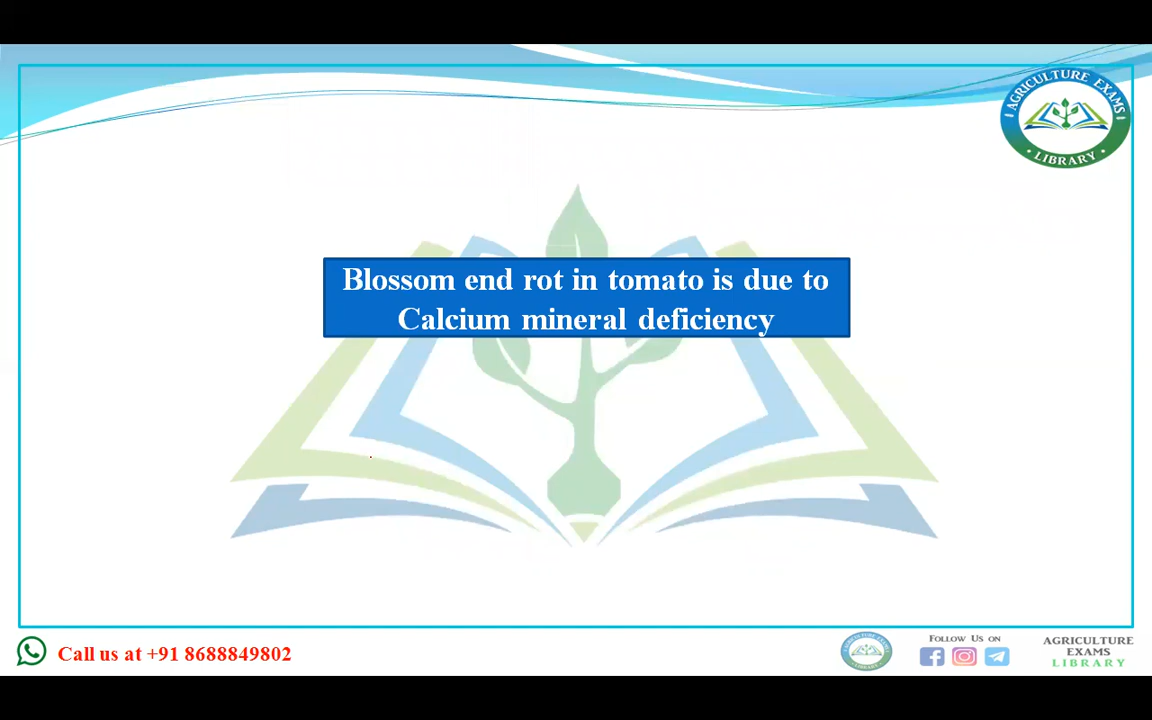 AGRICULTURE EXAMS
LIBRARY
Blossom end rot in tomato is due to
Calcium mineral deficiency
Call us at +91 8688849802
Follow Us on
AGRICULTURE
EXAMS
LIBRARY